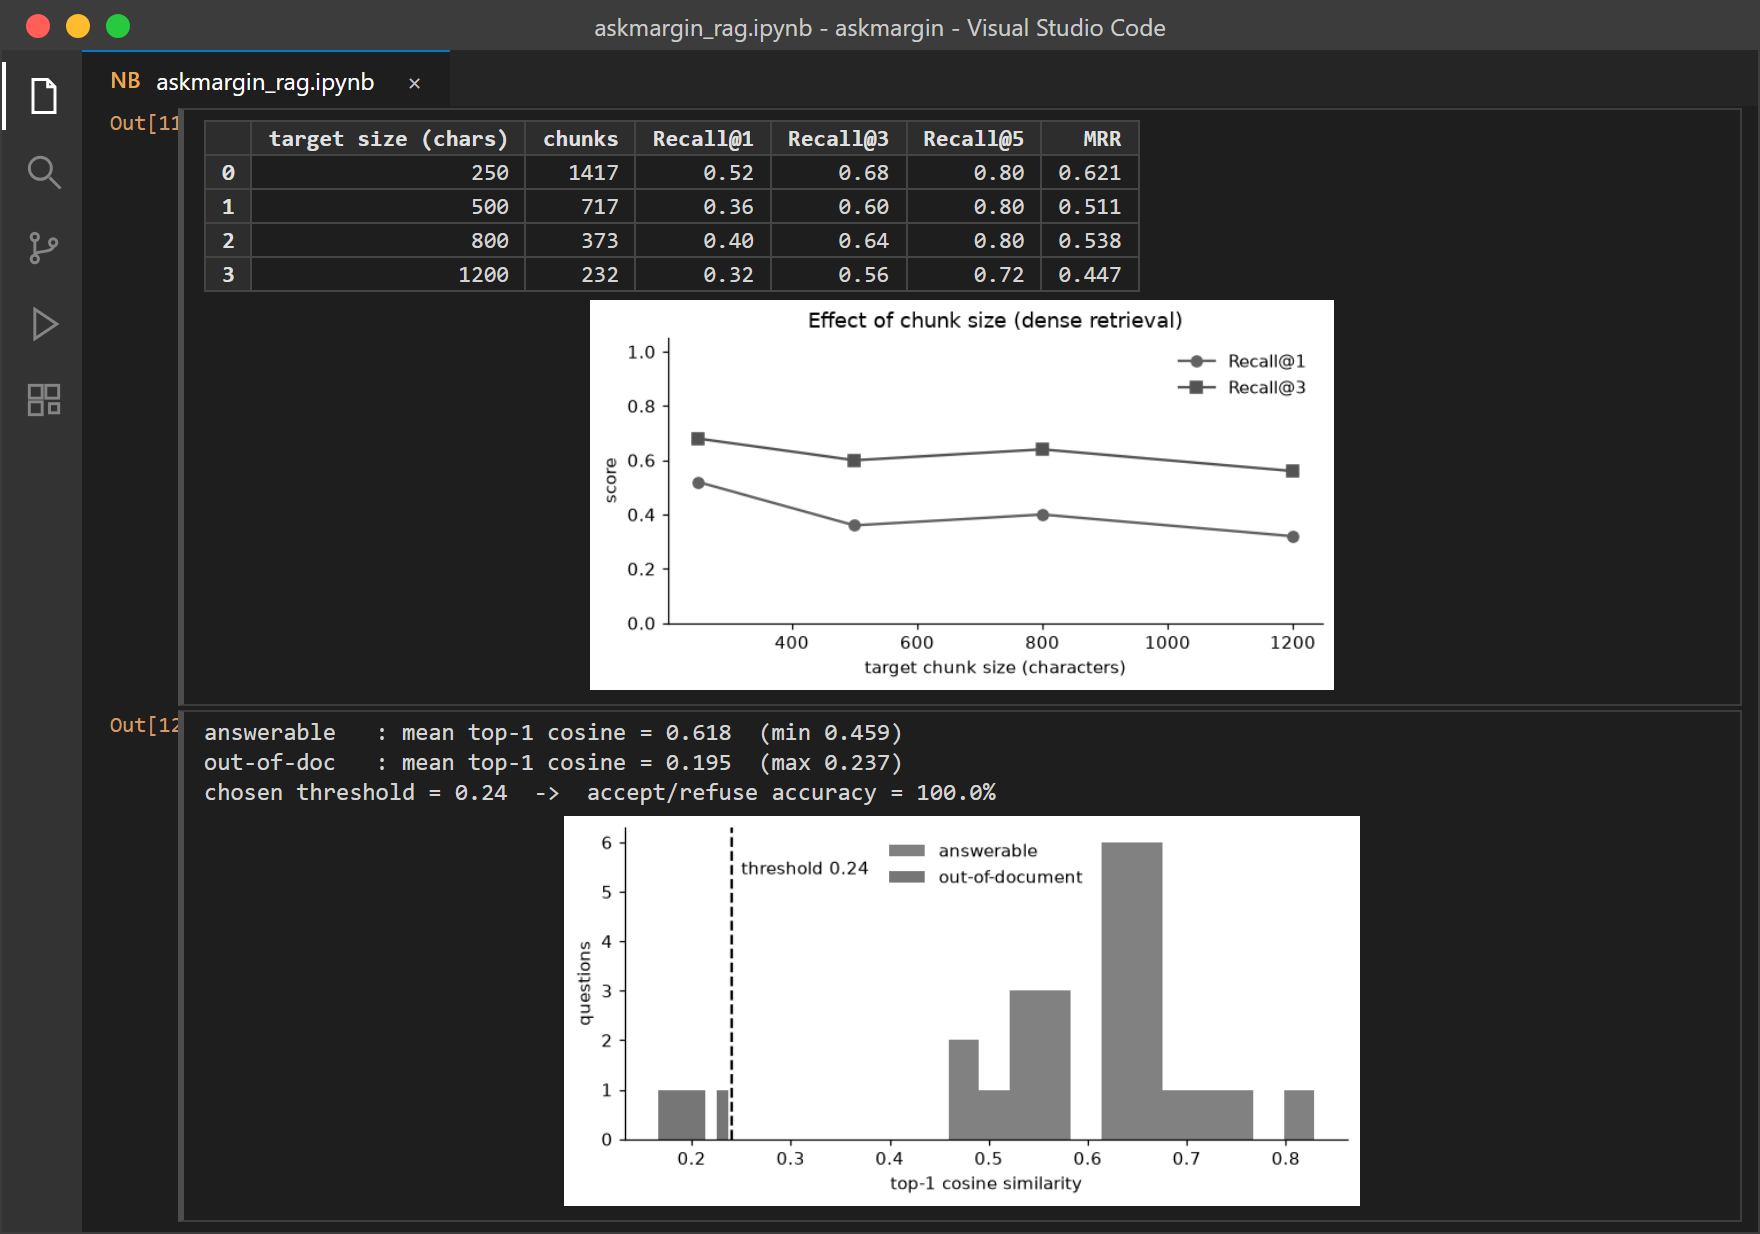 askmargin_rag.ipynb - askmargin - Visual Studio Code
NB askmargin_rag.ipynb ×
Out[11
target size (chars) chunks Recall@1 Recall@3 Recall@5 MRR
0 250 1417 0.52 0.68 0.80 0.621
1 500 717 0.36 0.60 0.80 0.511
2 800 373 0.40 0.64 0.80 0.538
3 1200 232 0.32 0.56 0.72 0.447
Effect of chunk size (dense retrieval)
Recall@1
Recall@3
score
1.0
0.8
0.6
0.4
0.2
0.0
400 600 800 1000 1200
target chunk size (characters)
Out[12
answerable : mean top-1 cosine = 0.618 (min 0.459)
out-of-doc : mean top-1 cosine = 0.195 (max 0.237)
chosen threshold = 0.24 -> accept/refuse accuracy = 100.0%
threshold 0.24
answerable
out-of-document
questions
6
5
4
3
2
1
0
0.2 0.3 0.4 0.5 0.6 0.7 0.8
top-1 cosine similarity